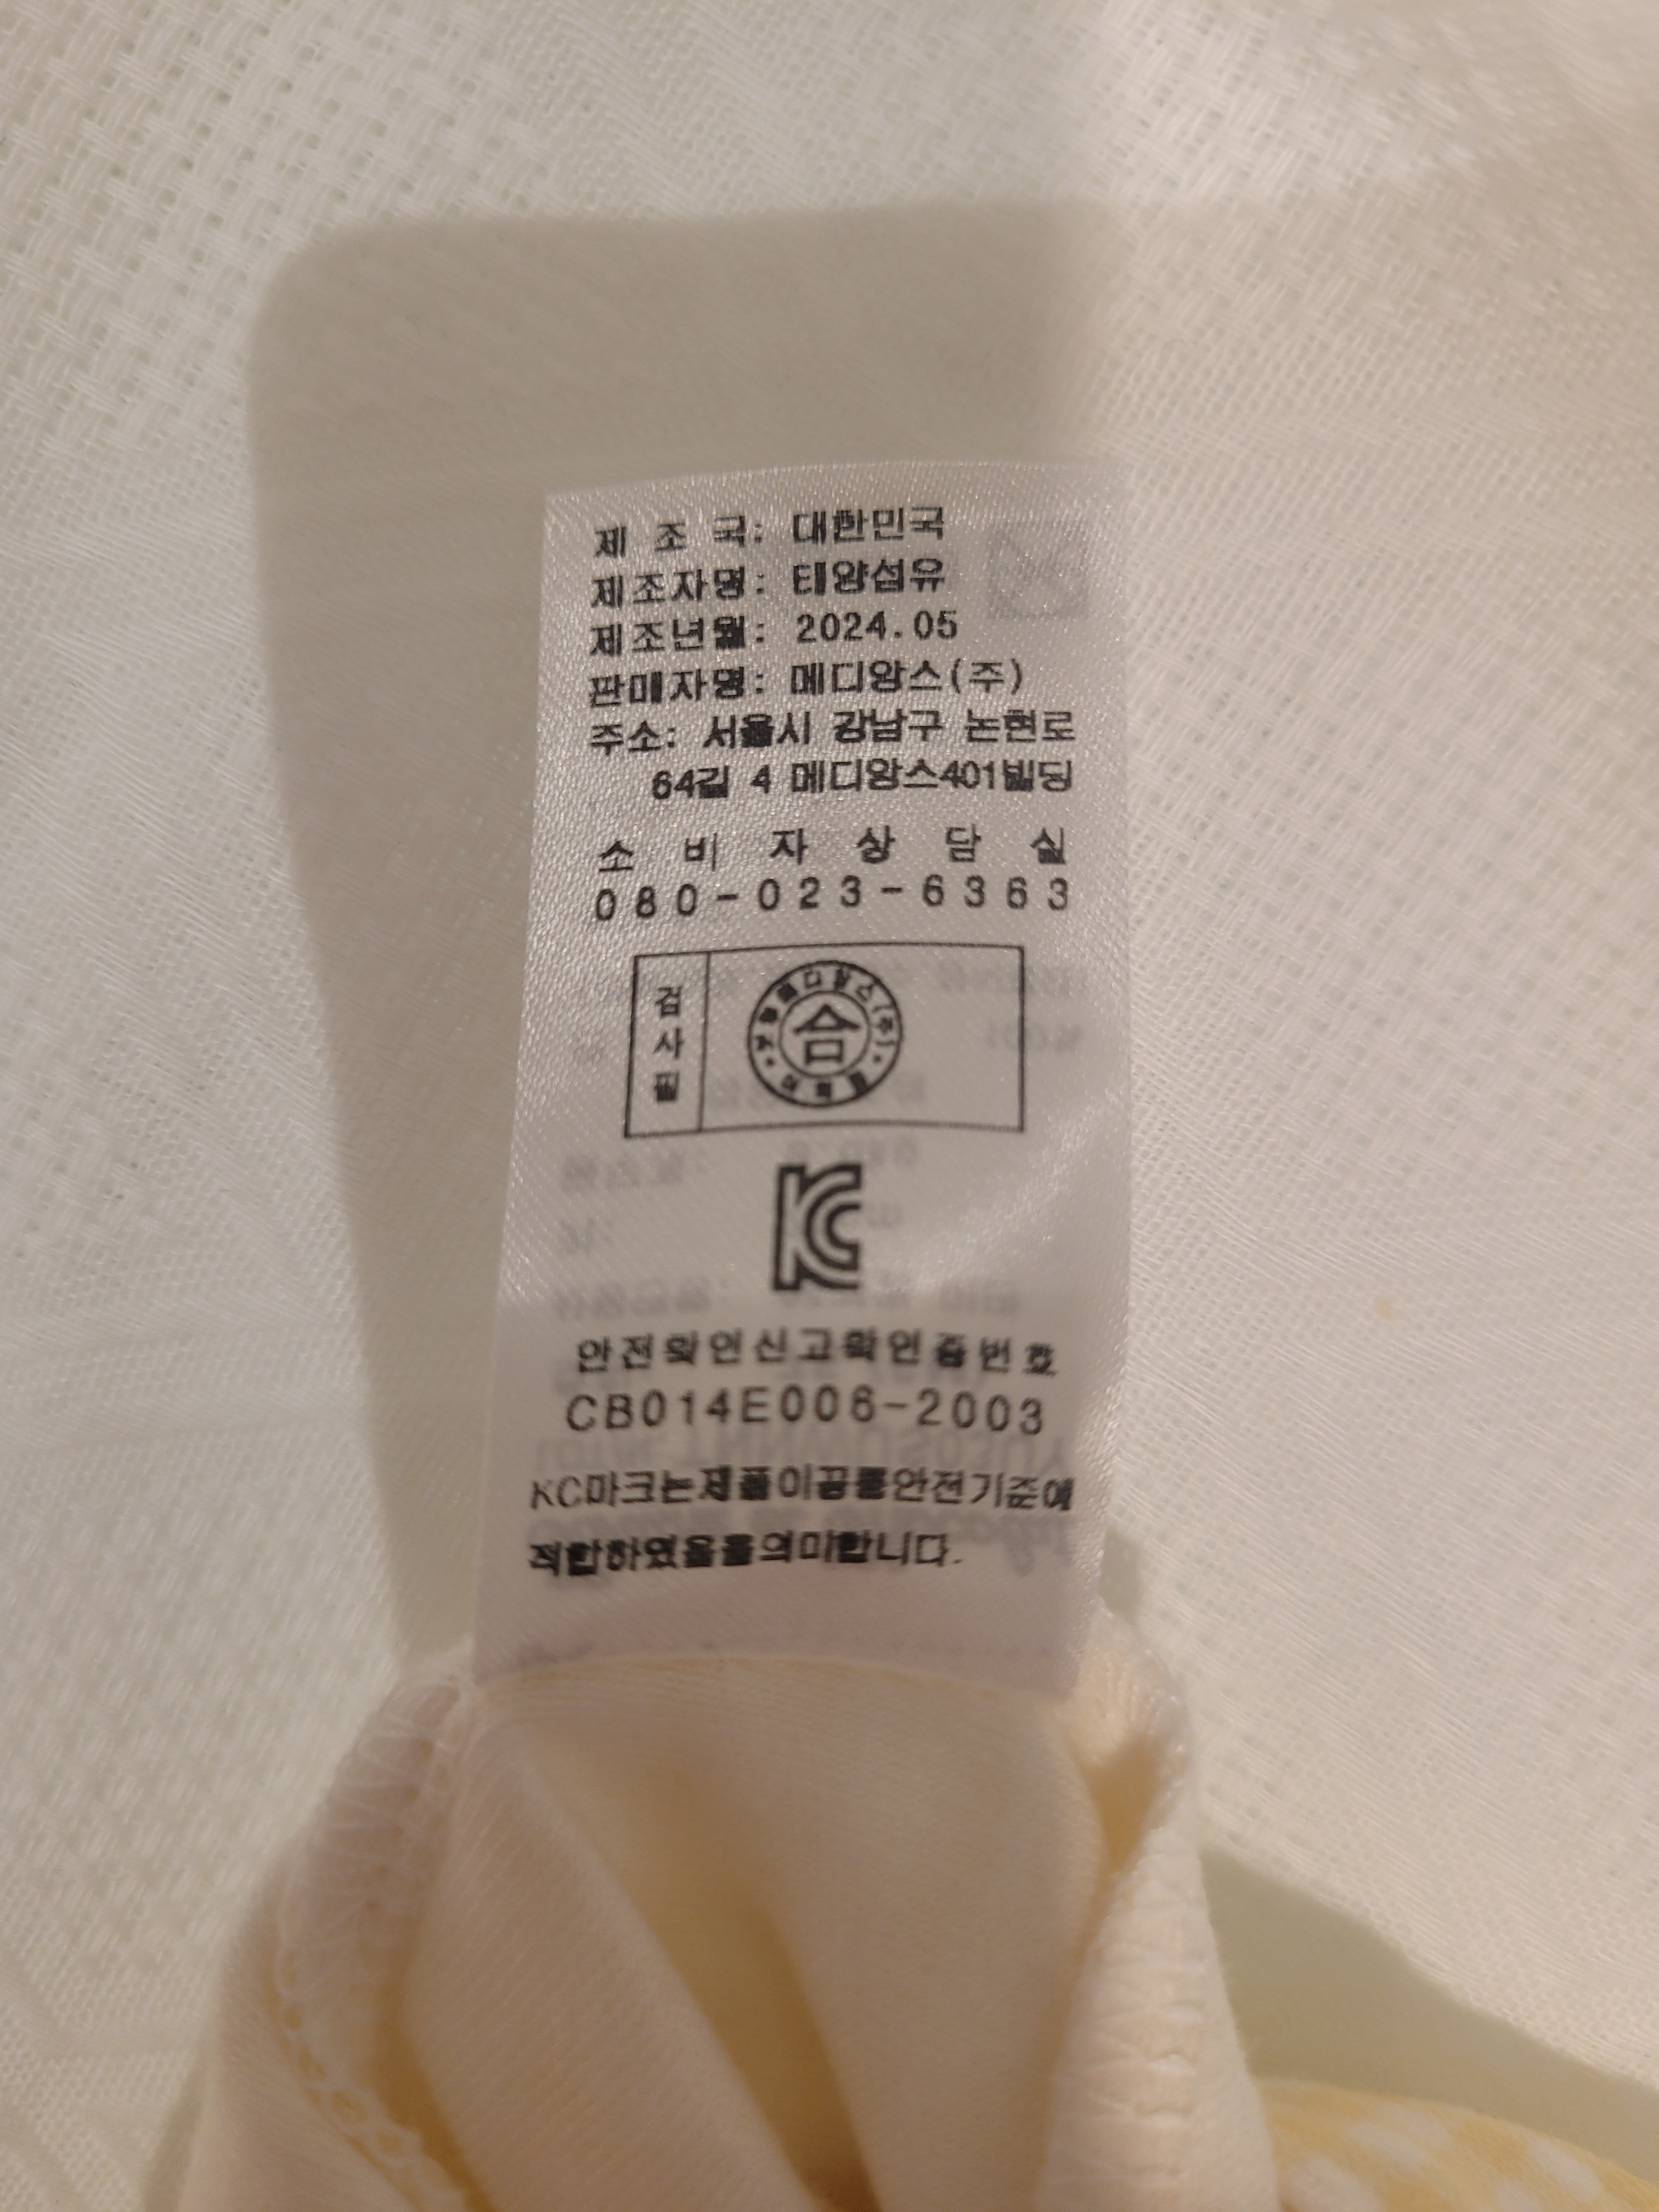 제 조 국: 대한민국
제조자명: 태양섬유
제조년월: 2024.05
판매자명: 메디앙스(주)
주소: 서울시 강남구 논현로
64길 4 메디앙스401빌딩
소 비 자 상 담 실
080-023-6363
검사필
合
KC
안전확인신고확인증번호
CB014E006-2003
KC마크는제품이공통안전기준에
적합하였음을의미합니다.